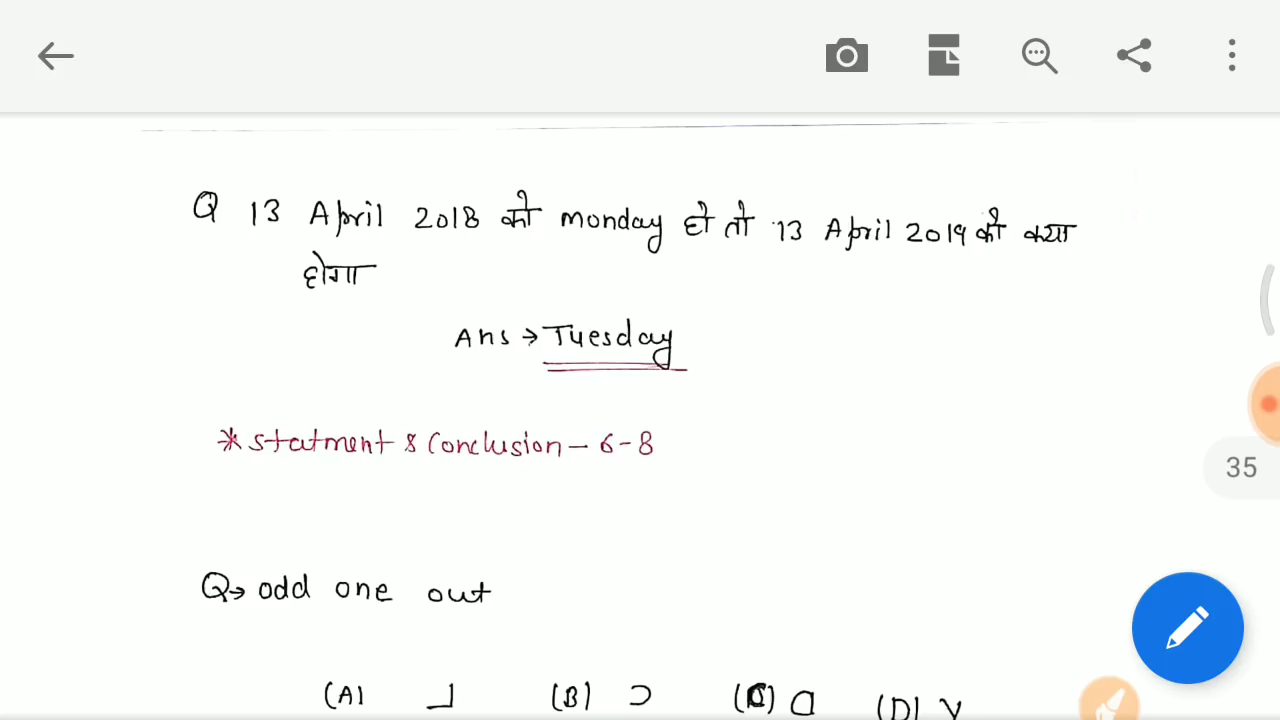 Q 13 April 2018 को monday हो तो 13 April 2019 को क्या
होगा
Ans → Tuesday
* statment & Conclusion - 6-8
35
Q→ odd one out
(A) ┘ (B) Ɔ (C) D (D) V